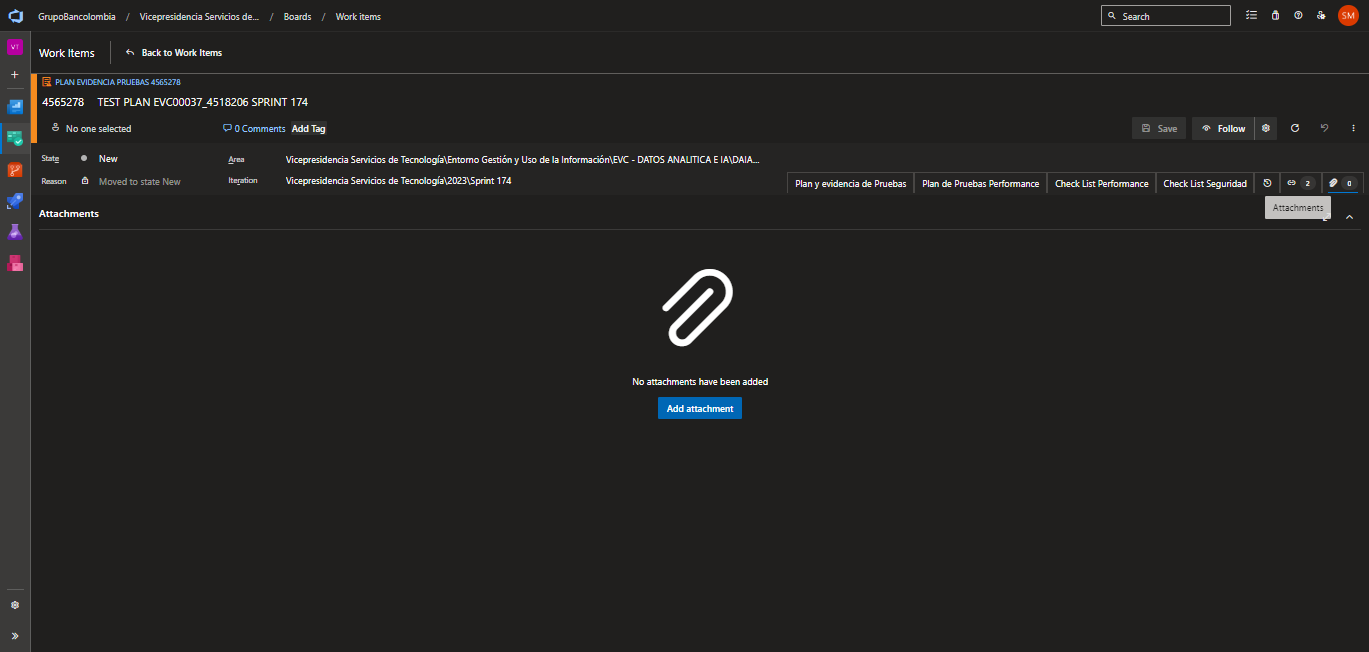 GrupoBancolombia / Vicepresidencia Servicios de... / Boards / Work items
Search
SM
VT
Work Items
Back to Work Items
PLAN EVIDENCIA PRUEBAS 4565278
4565278 TEST PLAN EVC00037_4518206 SPRINT 174
No one selected
0 Comments
Add Tag
Save
Follow
State
New
Area
Vicepresidencia Servicios de Tecnología\Entorno Gestión y Uso de la Información\EVC - DATOS ANALITICA E IA\DAIA...
Reason
Moved to state New
Iteration
Vicepresidencia Servicios de Tecnología\2023\Sprint 174
Plan y evidencia de Pruebas
Plan de Pruebas Performance
Check List Performance
Check List Seguridad
2
0
Attachments
Attachments
No attachments have been added
Add attachment